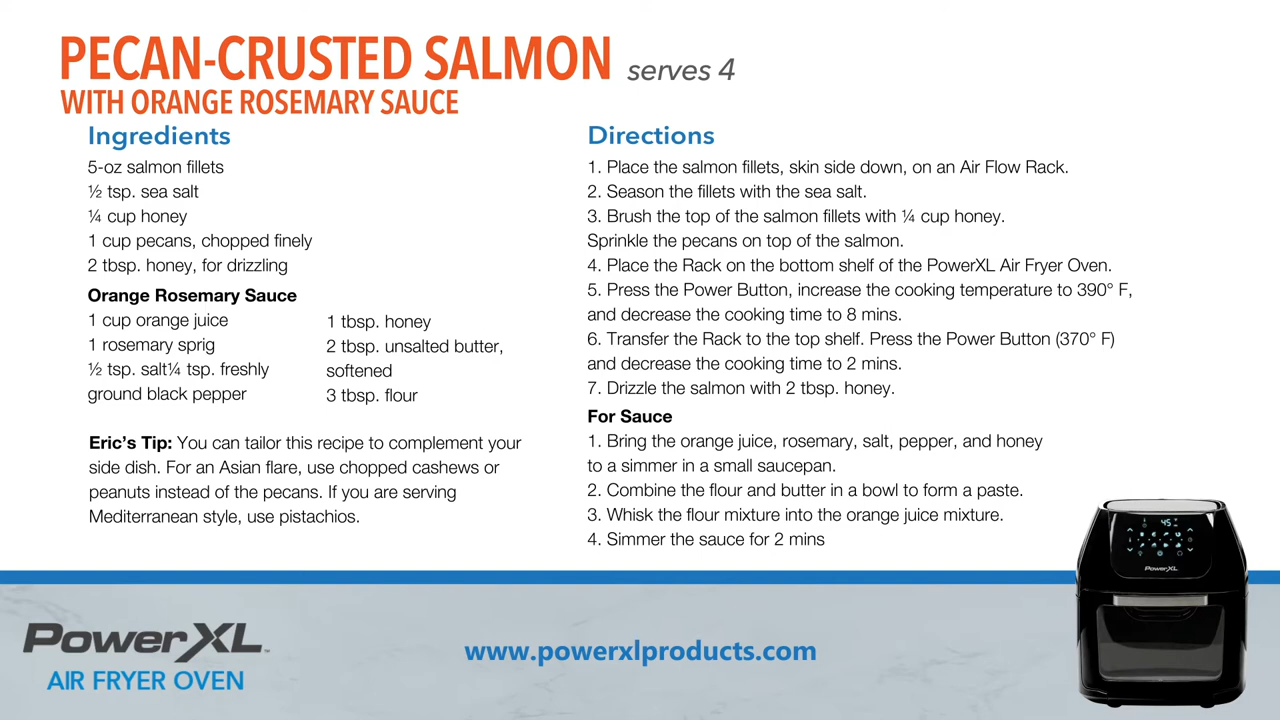 PECAN-CRUSTED SALMON serves 4
WITH ORANGE ROSEMARY SAUCE
Ingredients
5-oz salmon fillets
½ tsp. sea salt
¼ cup honey
1 cup pecans, chopped finely
2 tbsp. honey, for drizzling
Orange Rosemary Sauce
1 cup orange juice
1 rosemary sprig
½ tsp. salt¼ tsp. freshly
ground black pepper
1 tbsp. honey
2 tbsp. unsalted butter,
softened
3 tbsp. flour
Eric's Tip: You can tailor this recipe to complement your
side dish. For an Asian flare, use chopped cashews or
peanuts instead of the pecans. If you are serving
Mediterranean style, use pistachios.
Directions
1. Place the salmon fillets, skin side down, on an Air Flow Rack.
2. Season the fillets with the sea salt.
3. Brush the top of the salmon fillets with ¼ cup honey.
Sprinkle the pecans on top of the salmon.
4. Place the Rack on the bottom shelf of the PowerXL Air Fryer Oven.
5. Press the Power Button, increase the cooking temperature to 390° F,
and decrease the cooking time to 8 mins.
6. Transfer the Rack to the top shelf. Press the Power Button (370° F)
and decrease the cooking time to 2 mins.
7. Drizzle the salmon with 2 tbsp. honey.
For Sauce
1. Bring the orange juice, rosemary, salt, pepper, and honey
to a simmer in a small saucepan.
2. Combine the flour and butter in a bowl to form a paste.
3. Whisk the flour mixture into the orange juice mixture.
4. Simmer the sauce for 2 mins
45
PowerXL
PowerXL™
AIR FRYER OVEN
www.powerxlproducts.com